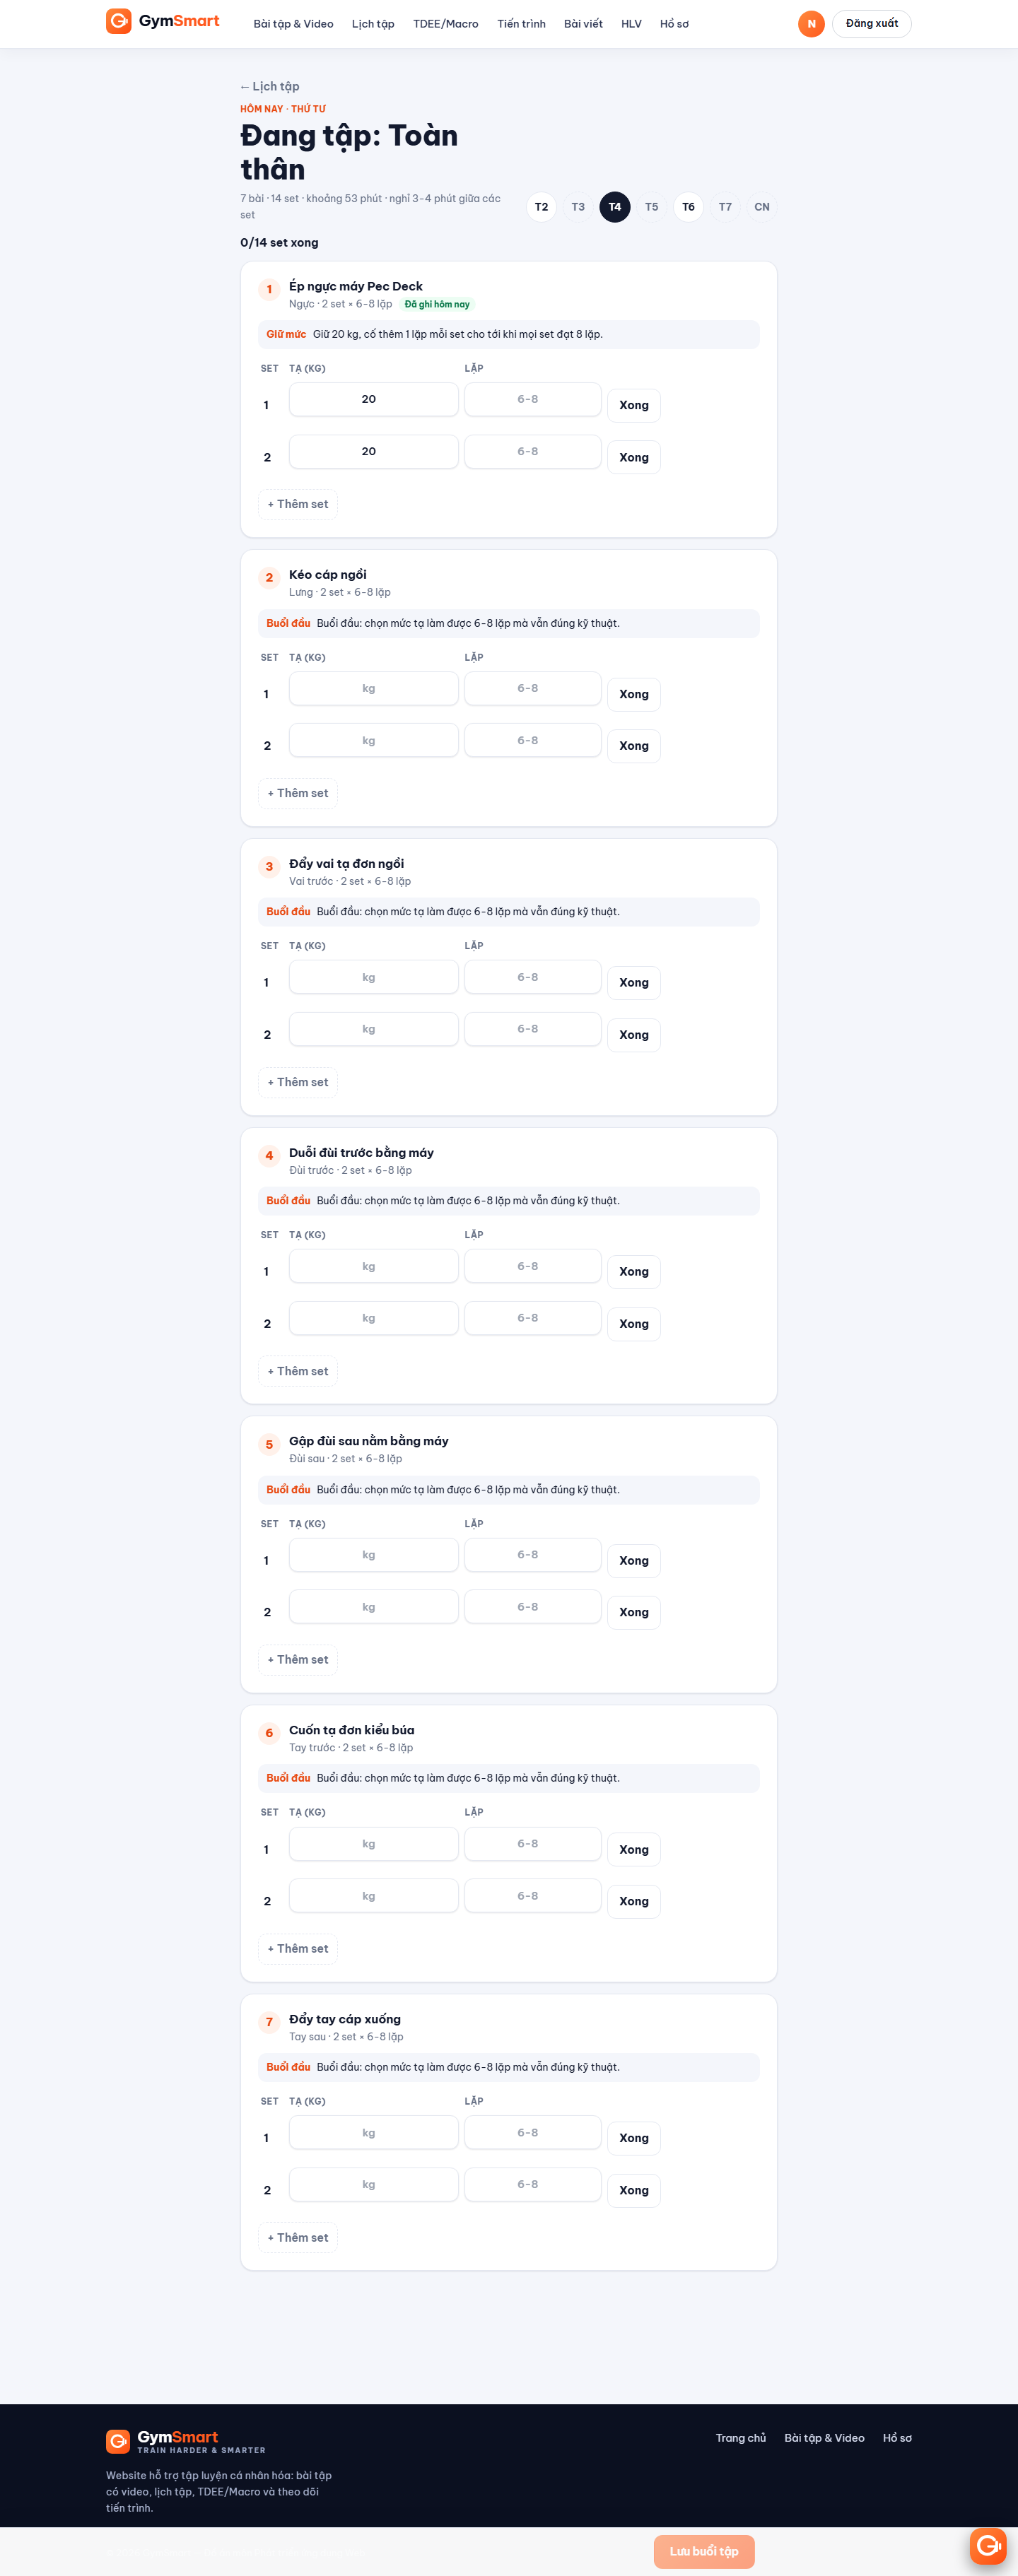 GymSmart
Bài tập & Video
Lịch tập
TDEE/Macro
Tiến trình
Bài viết
HLV
Hồ sơ
N
Đăng xuất
← Lịch tập
HÔM NAY · THỨ TƯ
Đang tập: Toàn
thân
7 bài · 14 set · khoảng 53 phút · nghỉ 3-4 phút giữa các
set
T2
T3
T4
T5
T6
T7
CN
0/14 set xong
1
Ép ngực máy Pec Deck
Ngực · 2 set × 6-8 lặp Đã ghi hôm nay
Giữ mức Giữ 20 kg, cố thêm 1 lặp mỗi set cho tới khi mọi set đạt 8 lặp.
SET TẠ (KG) LẶP
1 20 6-8 Xong
2 20 6-8 Xong
+ Thêm set
2
Kéo cáp ngồi
Lưng · 2 set × 6-8 lặp
Buổi đầu Buổi đầu: chọn mức tạ làm được 6-8 lặp mà vẫn đúng kỹ thuật.
SET TẠ (KG) LẶP
1 kg 6-8 Xong
2 kg 6-8 Xong
+ Thêm set
3
Đẩy vai tạ đơn ngồi
Vai trước · 2 set × 6-8 lặp
Buổi đầu Buổi đầu: chọn mức tạ làm được 6-8 lặp mà vẫn đúng kỹ thuật.
SET TẠ (KG) LẶP
1 kg 6-8 Xong
2 kg 6-8 Xong
+ Thêm set
4
Duỗi đùi trước bằng máy
Đùi trước · 2 set × 6-8 lặp
Buổi đầu Buổi đầu: chọn mức tạ làm được 6-8 lặp mà vẫn đúng kỹ thuật.
SET TẠ (KG) LẶP
1 kg 6-8 Xong
2 kg 6-8 Xong
+ Thêm set
5
Gập đùi sau nằm bằng máy
Đùi sau · 2 set × 6-8 lặp
Buổi đầu Buổi đầu: chọn mức tạ làm được 6-8 lặp mà vẫn đúng kỹ thuật.
SET TẠ (KG) LẶP
1 kg 6-8 Xong
2 kg 6-8 Xong
+ Thêm set
6
Cuốn tạ đơn kiểu búa
Tay trước · 2 set × 6-8 lặp
Buổi đầu Buổi đầu: chọn mức tạ làm được 6-8 lặp mà vẫn đúng kỹ thuật.
SET TẠ (KG) LẶP
1 kg 6-8 Xong
2 kg 6-8 Xong
+ Thêm set
7
Đẩy tay cáp xuống
Tay sau · 2 set × 6-8 lặp
Buổi đầu Buổi đầu: chọn mức tạ làm được 6-8 lặp mà vẫn đúng kỹ thuật.
SET TẠ (KG) LẶP
1 kg 6-8 Xong
2 kg 6-8 Xong
+ Thêm set
GymSmart
TRAIN HARDER & SMARTER
Trang chủ
Bài tập & Video
Hồ sơ
Website hỗ trợ tập luyện cá nhân hóa: bài tập
có video, lịch tập, TDEE/Macro và theo dõi
tiến trình.
Lưu buổi tập